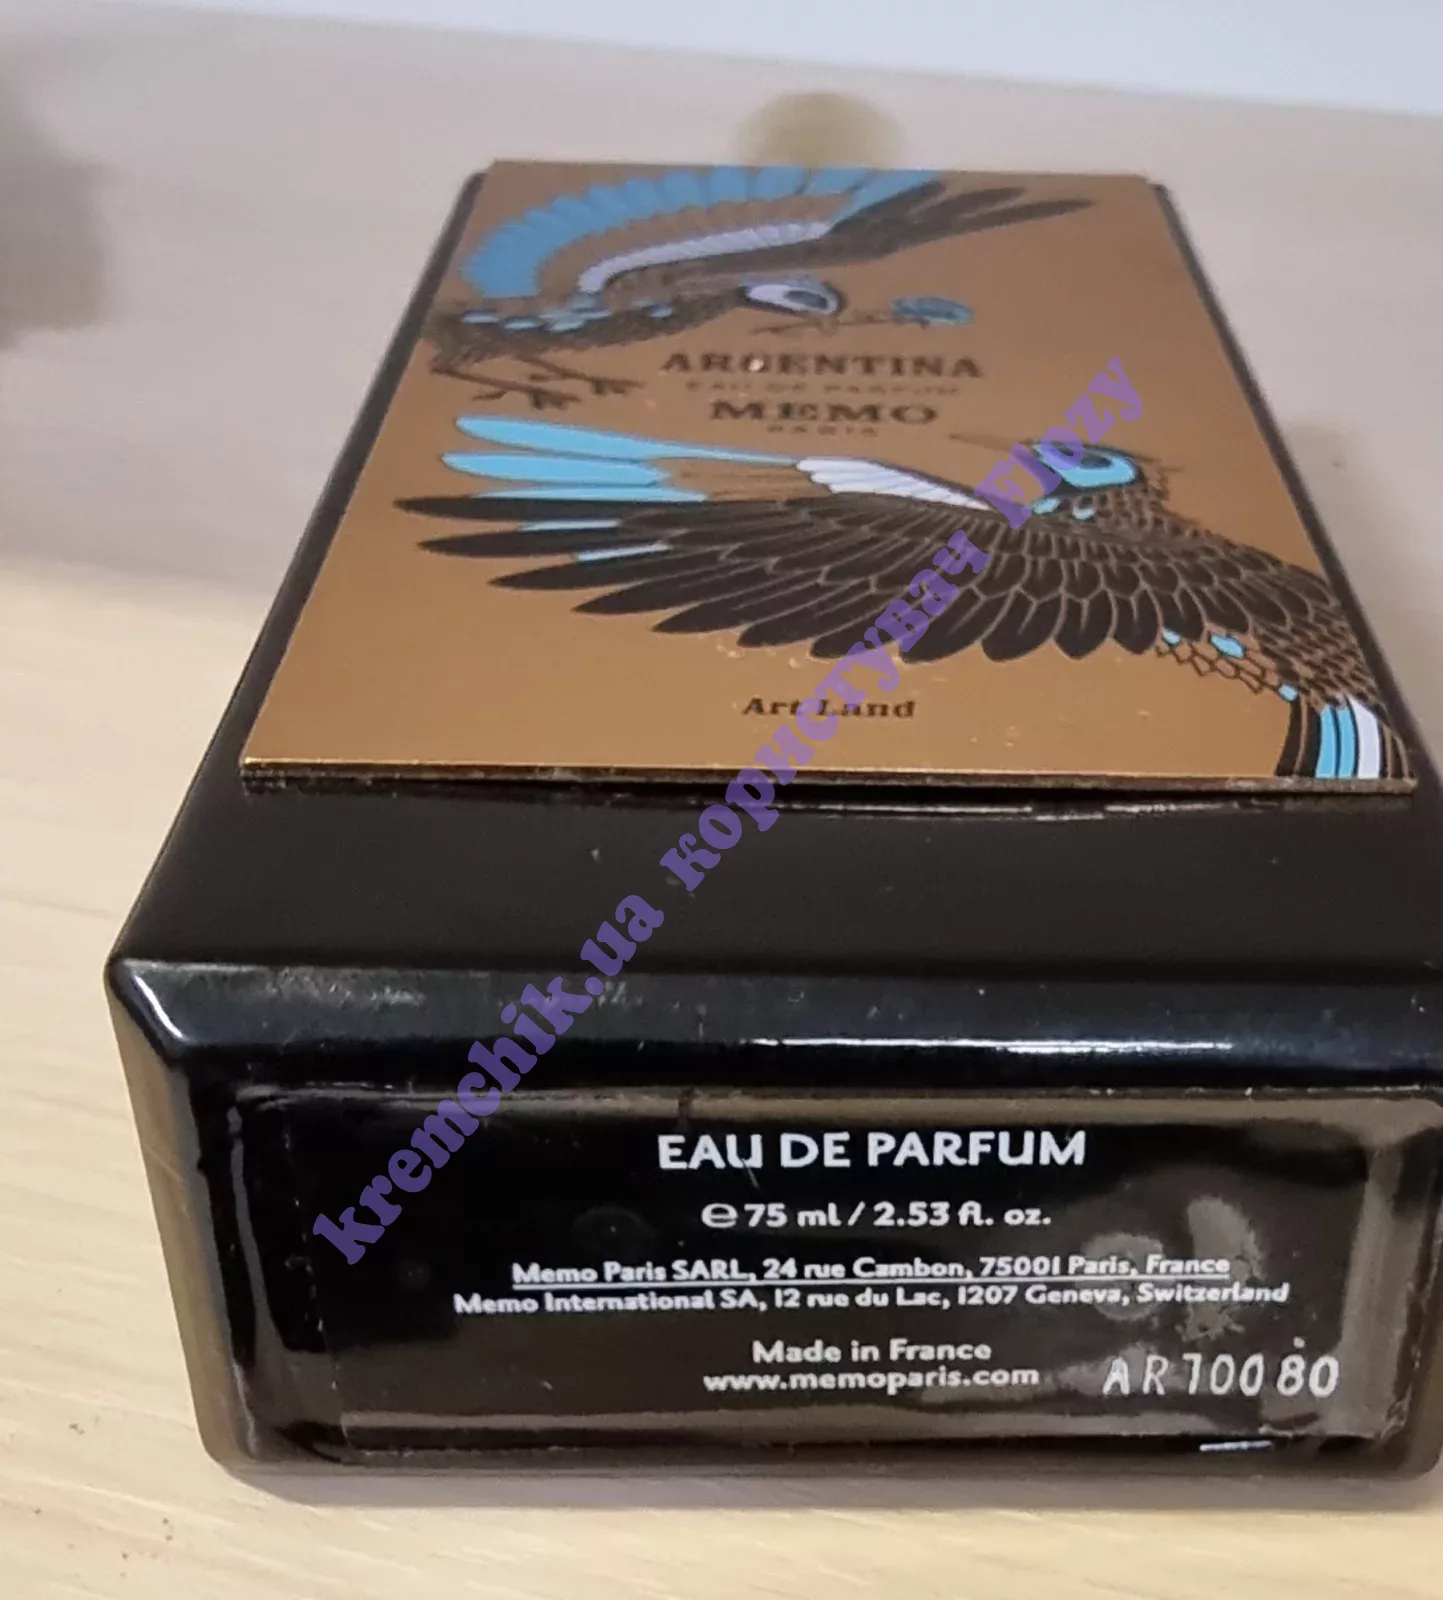 ARGENTINA
EAU DE PARFUM
MEMO
PARIS
Art Land
kremchik.ua користувач Flozy
EAU DE PARFUM
℮ 75 ml / 2.53 fl. oz.
Memo Paris SARL, 24 rue Cambon, 75001 Paris, France
Memo International SA, 12 rue du Lac, 1207 Geneva, Switzerland
Made in France
www.memoparis.com
AR10080